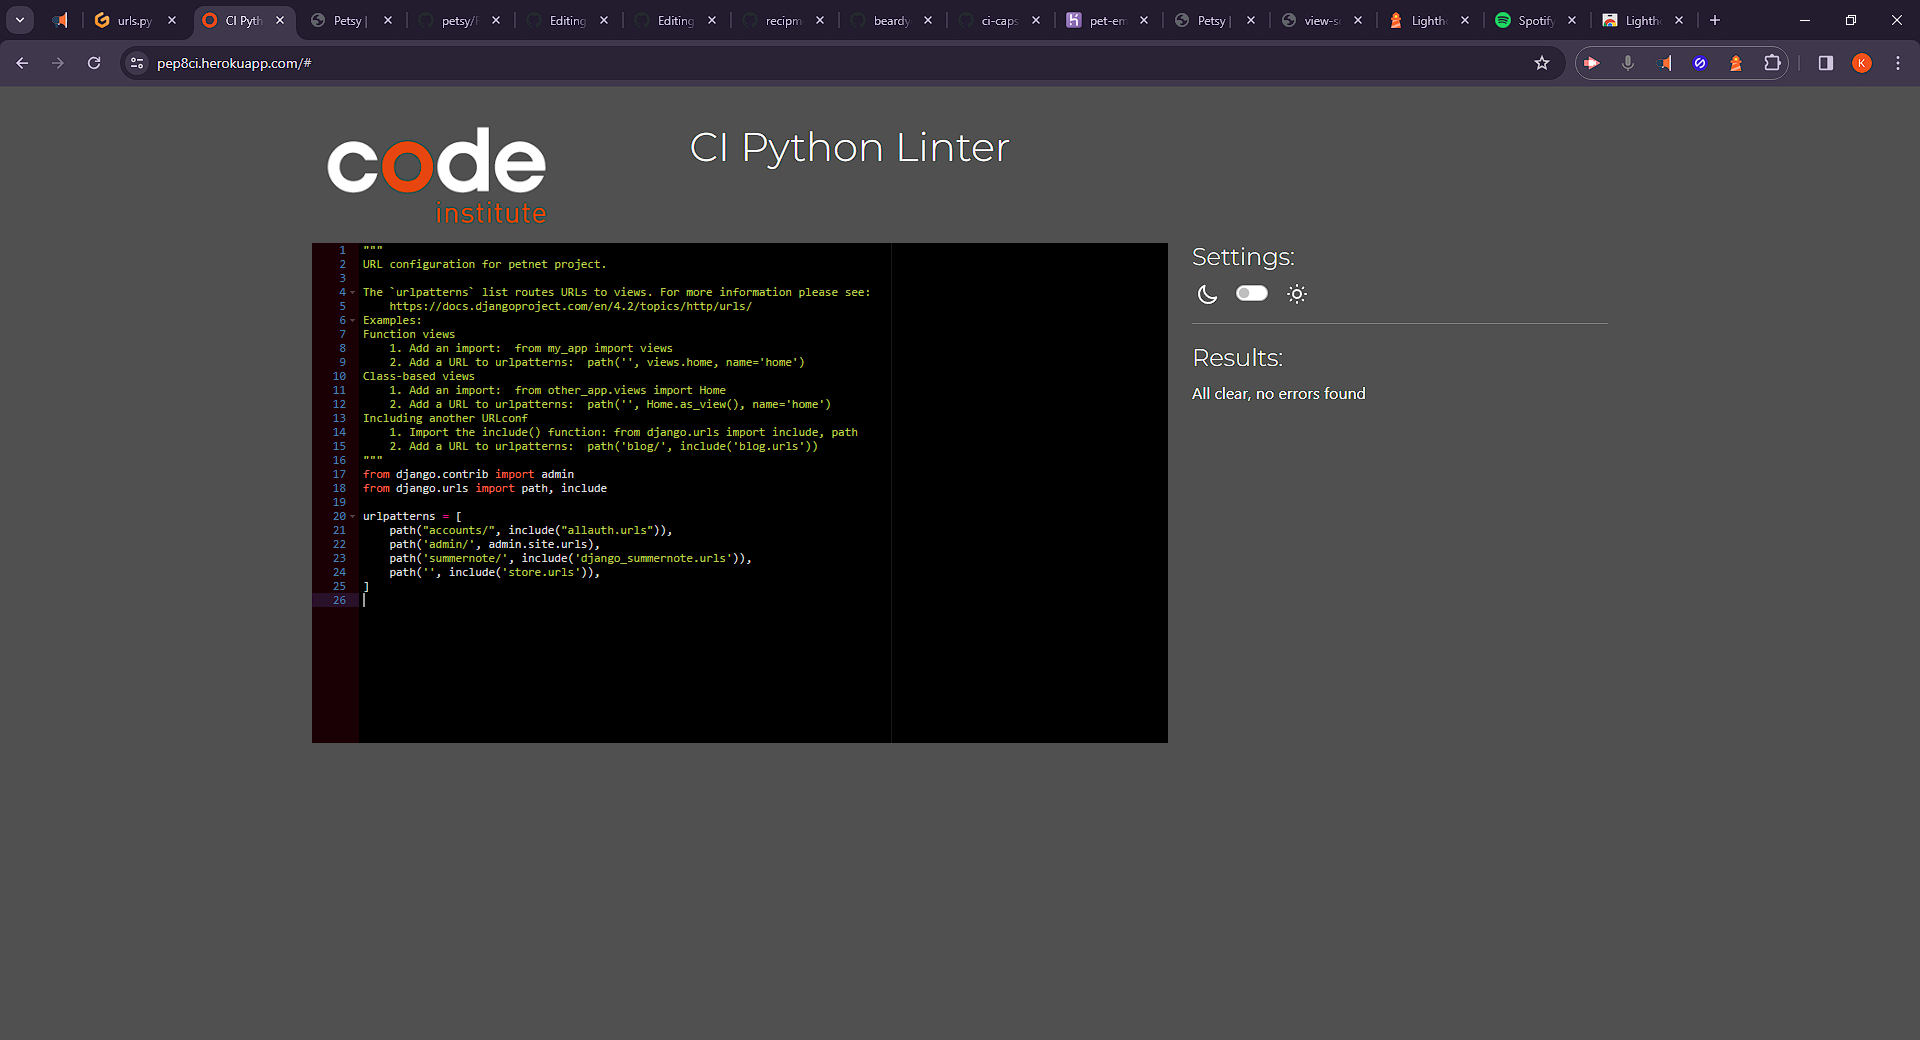 urls.py
CI Pyth
Petsy |
petsy/
Editing
Editing
recipm
beardy
ci-caps
pet-em
Petsy |
view-s
Lighth
Spotify
Lighth
pep8ci.herokuapp.com/#
K
code
institute
CI Python Linter
1 """
2 URL configuration for petnet project.
3
4 The `urlpatterns` list routes URLs to views. For more information please see:
5     https://docs.djangoproject.com/en/4.2/topics/http/urls/
6 Examples:
7 Function views
8     1. Add an import:  from my_app import views
9     2. Add a URL to urlpatterns:  path('', views.home, name='home')
10 Class-based views
11     1. Add an import:  from other_app.views import Home
12     2. Add a URL to urlpatterns:  path('', Home.as_view(), name='home')
13 Including another URLconf
14     1. Import the include() function: from django.urls import include, path
15     2. Add a URL to urlpatterns:  path('blog/', include('blog.urls'))
16 """
17 from django.contrib import admin
18 from django.urls import path, include
19
20 urlpatterns = [
21     path("accounts/", include("allauth.urls")),
22     path('admin/', admin.site.urls),
23     path('summernote/', include('django_summernote.urls')),
24     path('', include('store.urls')),
25 ]
26
Settings:
Results:
All clear, no errors found